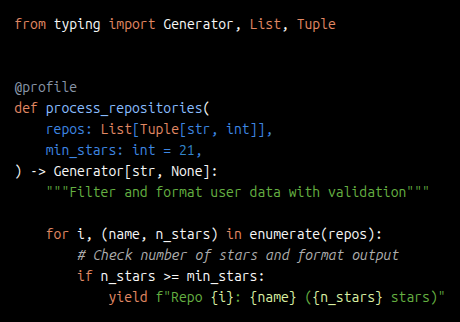 from typing import Generator, List, Tuple
@profile
def process_repositories(
    repos: List[Tuple[str, int]],
    min_stars: int = 21,
) -> Generator[str, None]:
    """Filter and format user data with validation"""
    for i, (name, n_stars) in enumerate(repos):
        # Check number of stars and format output
        if n_stars >= min_stars:
            yield f"Repo {i}: {name} ({n_stars} stars)"